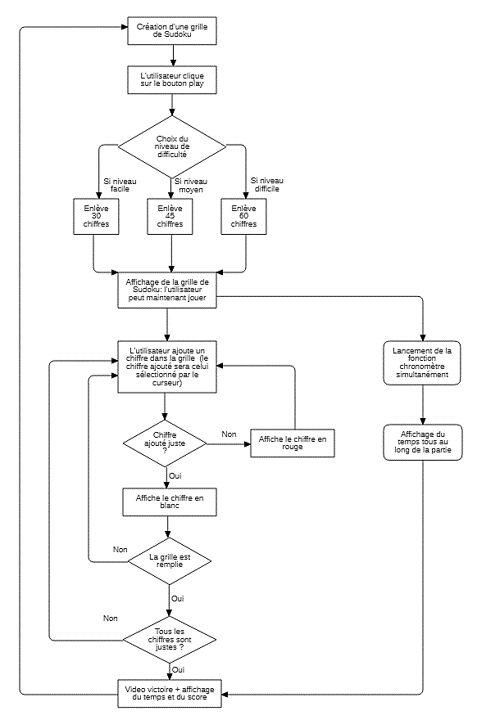 Création d'une grille
de Sudoku
L'utilisateur clique
sur le bouton play
Choix du
niveau de
difficulté
Si niveau
facile
Si niveau
moyen
Si niveau
difficile
Enlève
30
chiffres
Enlève
45
chiffres
Enlève
60
chiffres
Affichage de la grille de
Sudoku: l'utilisateur
peut maintenant jouer
L'utilisateur ajoute un
chiffre dans la grille (le
chiffre ajouté sera celui
sélectionné par le
curseur)
Lancement de la
fonction
chronomètre
simultanément
Chiffre
ajouté juste
?
Non
Affiche le chiffre en
rouge
Affichage du
temps tous au
long de la partie
Oui
Affiche le chiffre en
blanc
Non
La grille est
remplie
Oui
Non
Tous les
chiffres sont
justes ?
Oui
Video victoire + affichage
du temps et du score